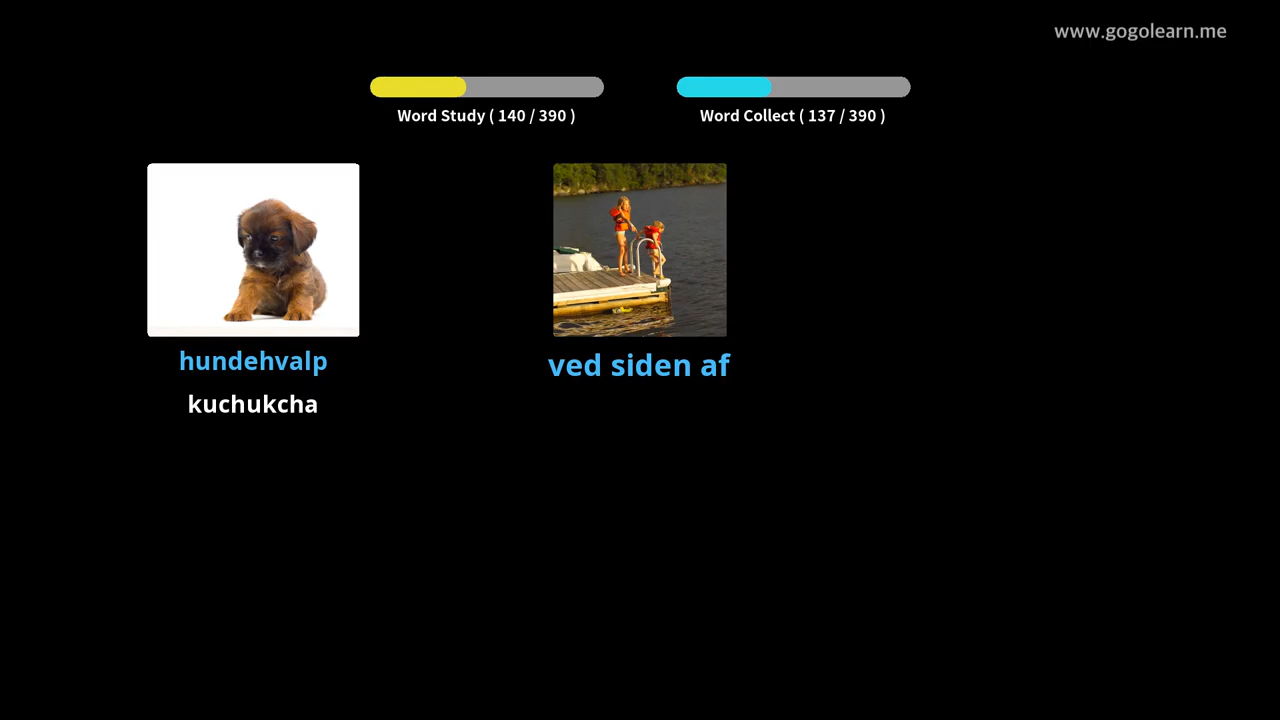 www.gogolearn.me
Word Study ( 140 / 390 )
Word Collect ( 137 / 390 )
hundehvalp
kuchukcha
ved siden af